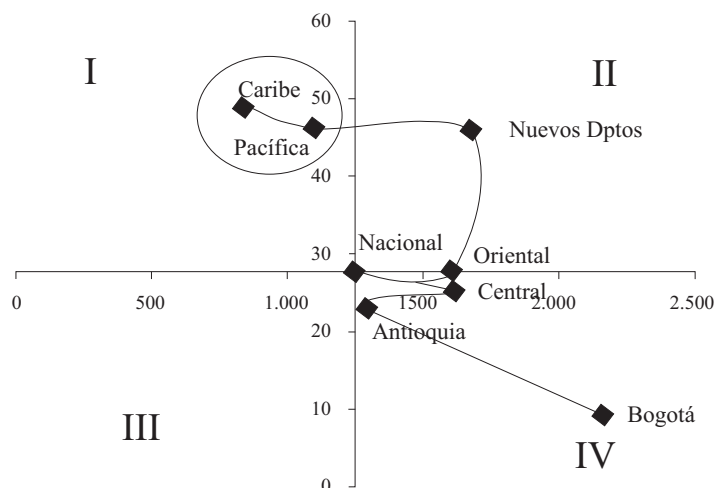 60
I
II
50
Caribe
Pacífica
Nuevos Dptos
40
Nacional
30
Oriental
0
500
1.000
1500
2.000
2.500
Central
Antioquia
20
10
Bogotá
III
IV
0